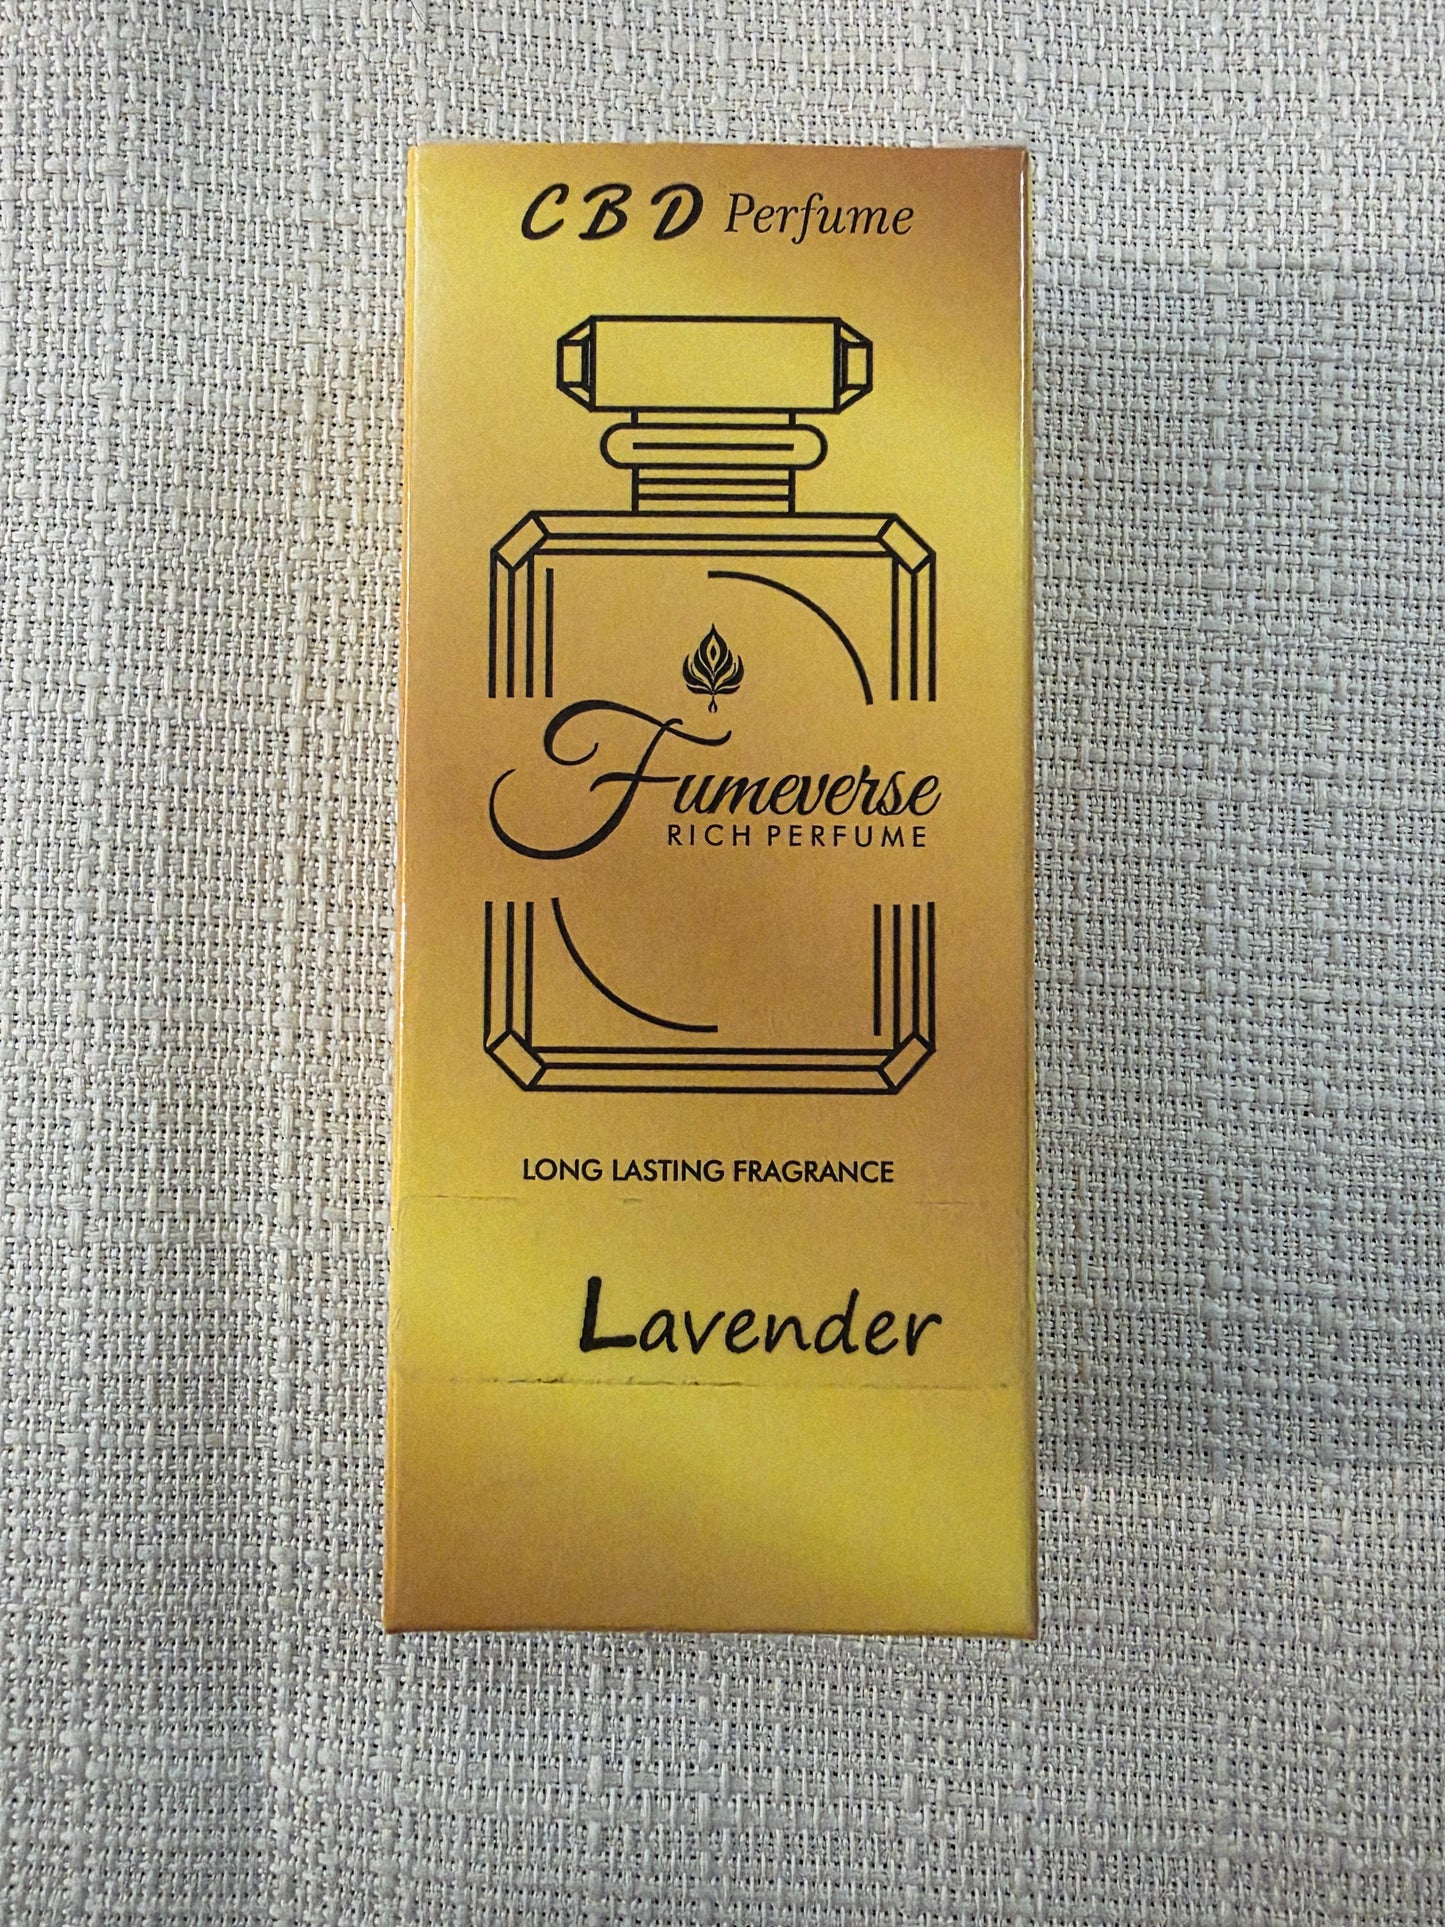 CBD Perfume
Fumeverse
RICH PERFUME
LONG LASTING FRAGRANCE
Lavender